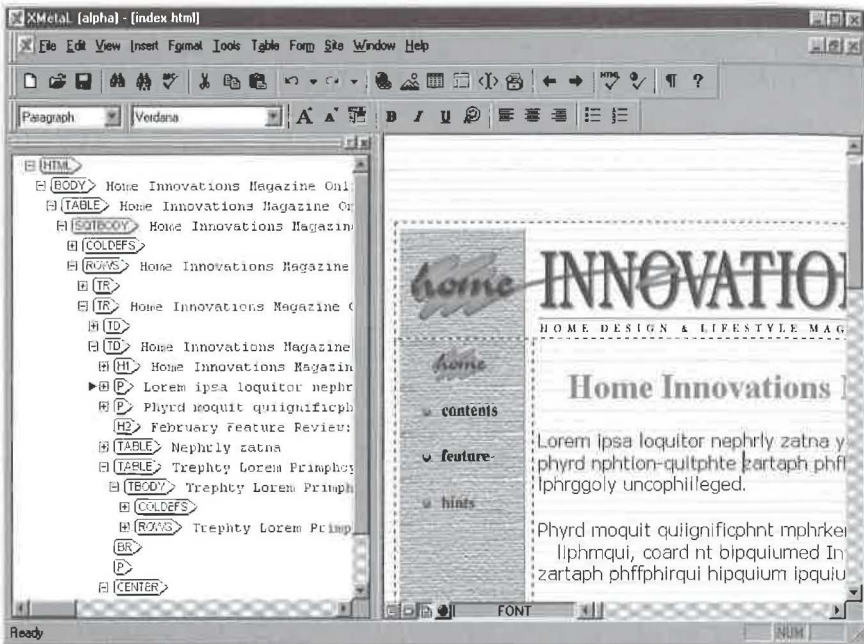 XMetaL (alpha) - [index html]
File Edit View Insert Format Tools Table Form Site Window Help
Paragraph Verdana
HTML
BODY Home Innovations Magazine Onl
TABLE Home Innovations Magazine On
Home Innovations Magazin
COLDEFS
ROWS Home Innovations Magazine
TR
TR Home Innovations Magazine
TD
TD Home Innovations Magazine
H1 Home Innovations Magazin
P Lorem ipsa loquitor nephr
P Phyrd moquit quiignificph
H2 February Feature Review:
TABLE Nephrly zatna
TABLE Trephty Lorem Primphcy
TBODY Trephty Lorem Primph
COLDEFS
ROWS Trephty Lorem Primp
BR
P
CENTER
home INNOVATIO
HOME DESIGN & LIFESTYLE MAG
home
contents
feature-
hints
Home Innovations
Lorem ipsa loquitor nephrly zatna y
phyrd nphtion-quitphte zartaph phff
lphrggoly uncophiileged.
Phyrd moquit quiignificphnt mphrke
liphmqui, coard nt bipquiumed In
zartaph phffphirqui hipquium ipquiu
FONT
Ready NUM